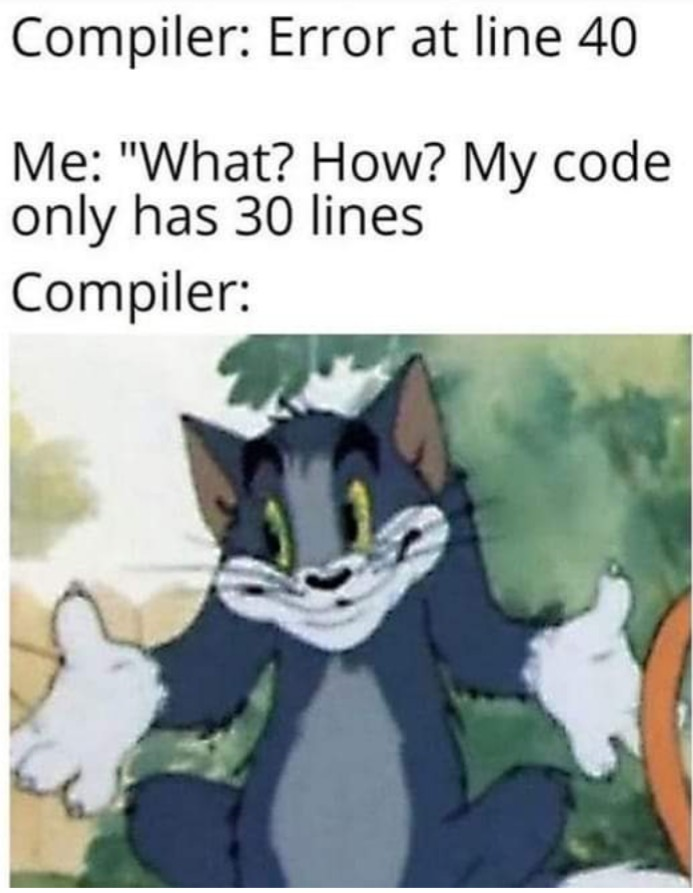 Compiler: Error at line 40
Me: "What? How? My code
only has 30 lines
Compiler: